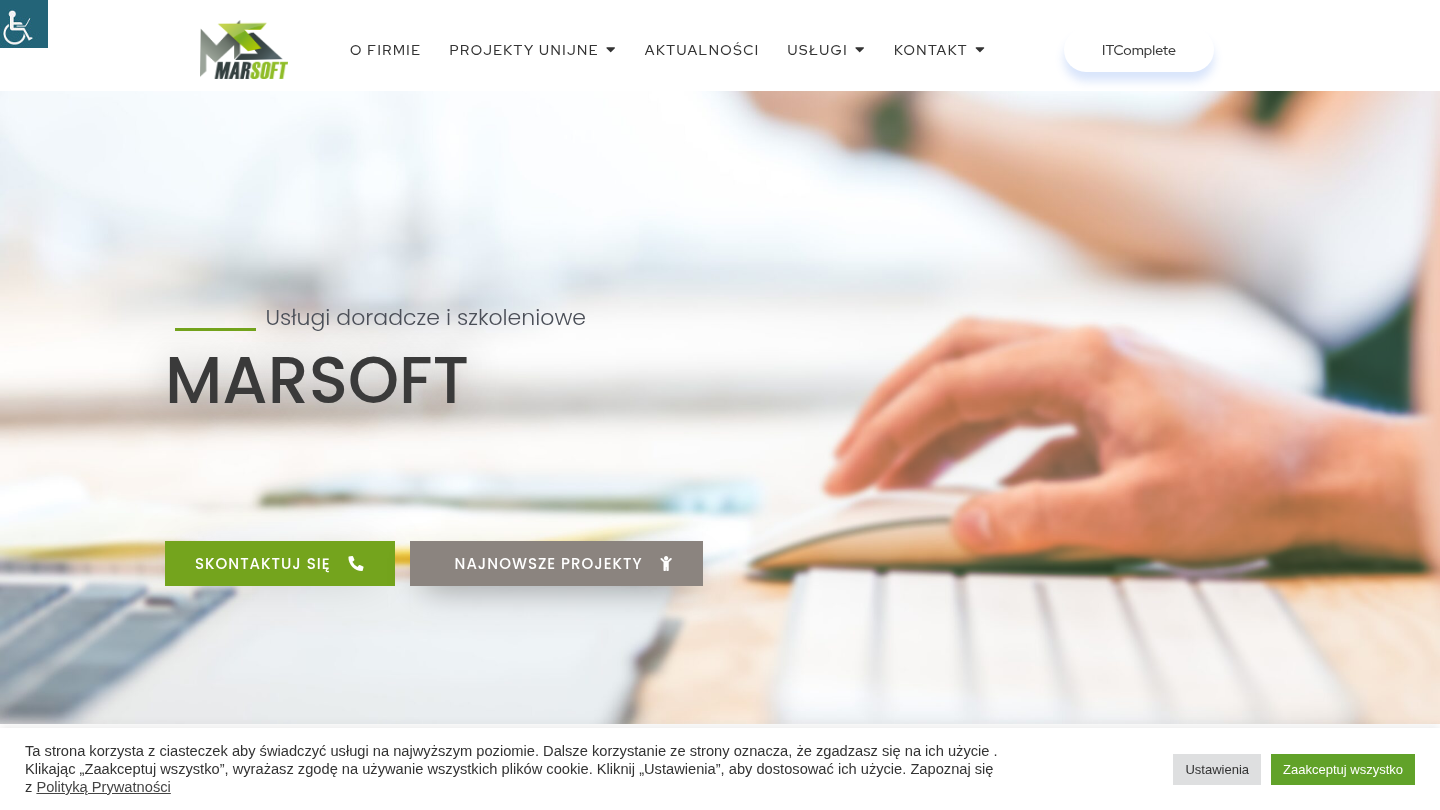 MARSOFT
O FIRMIE
PROJEKTY UNIJNE
AKTUALNOŚCI
USŁUGI
KONTAKT
ITComplete
Usługi doradcze i szkoleniowe
MARSOFT
SKONTAKTUJ SIĘ
NAJNOWSZE PROJEKTY
Ta strona korzysta z ciasteczek aby świadczyć usługi na najwyższym poziomie. Dalsze korzystanie ze strony oznacza, że zgadzasz się na ich użycie .
Klikając „Zaakceptuj wszystko”, wyrażasz zgodę na używanie wszystkich plików cookie. Kliknij „Ustawienia”, aby dostosować ich użycie. Zapoznaj się
z Polityką Prywatności
Ustawienia
Zaakceptuj wszystko